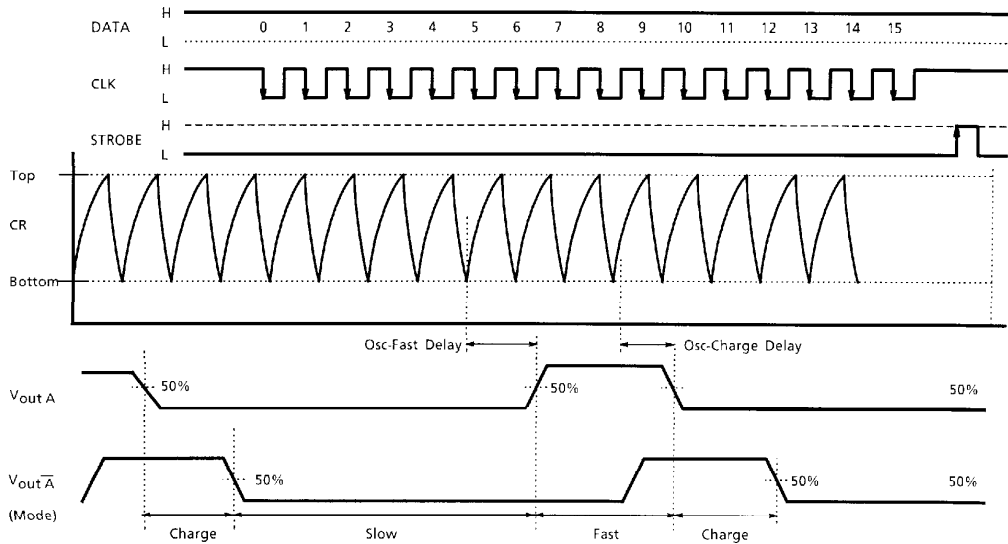 H
DATA 0 1 2 3 4 5 6 7 8 9 10 11 12 13 14 15
L
H
CLK
L
H
STROBE
L
Top
CR
Bottom
Osc-Fast Delay Osc-Charge Delay
50% 50% 50%
Vout A
50% 50% 50%
Vout A̅
(Mode)
Charge Slow Fast Charge